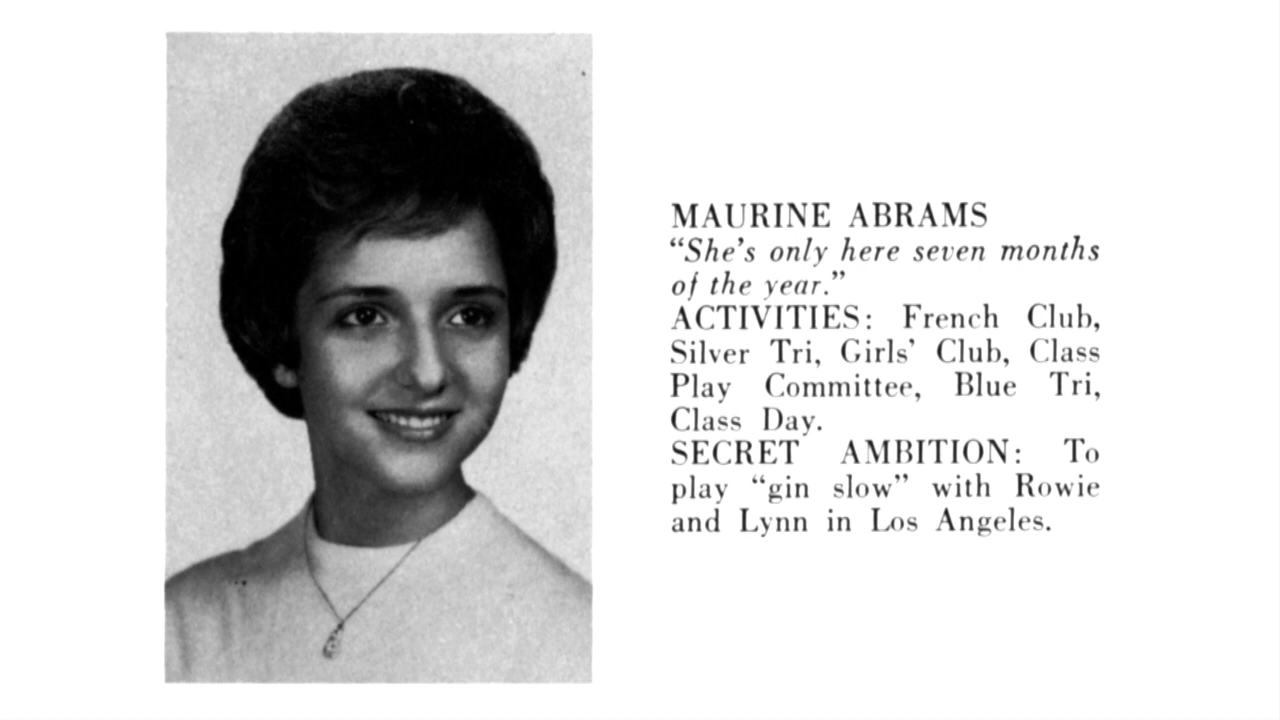 MAURINE ABRAMS
“She’s only here seven months
of the year.”
ACTIVITIES: French Club,
Silver Tri, Girls’ Club, Class
Play Committee, Blue Tri,
Class Day.
SECRET AMBITION: To
play “gin slow” with Rowie
and Lynn in Los Angeles.